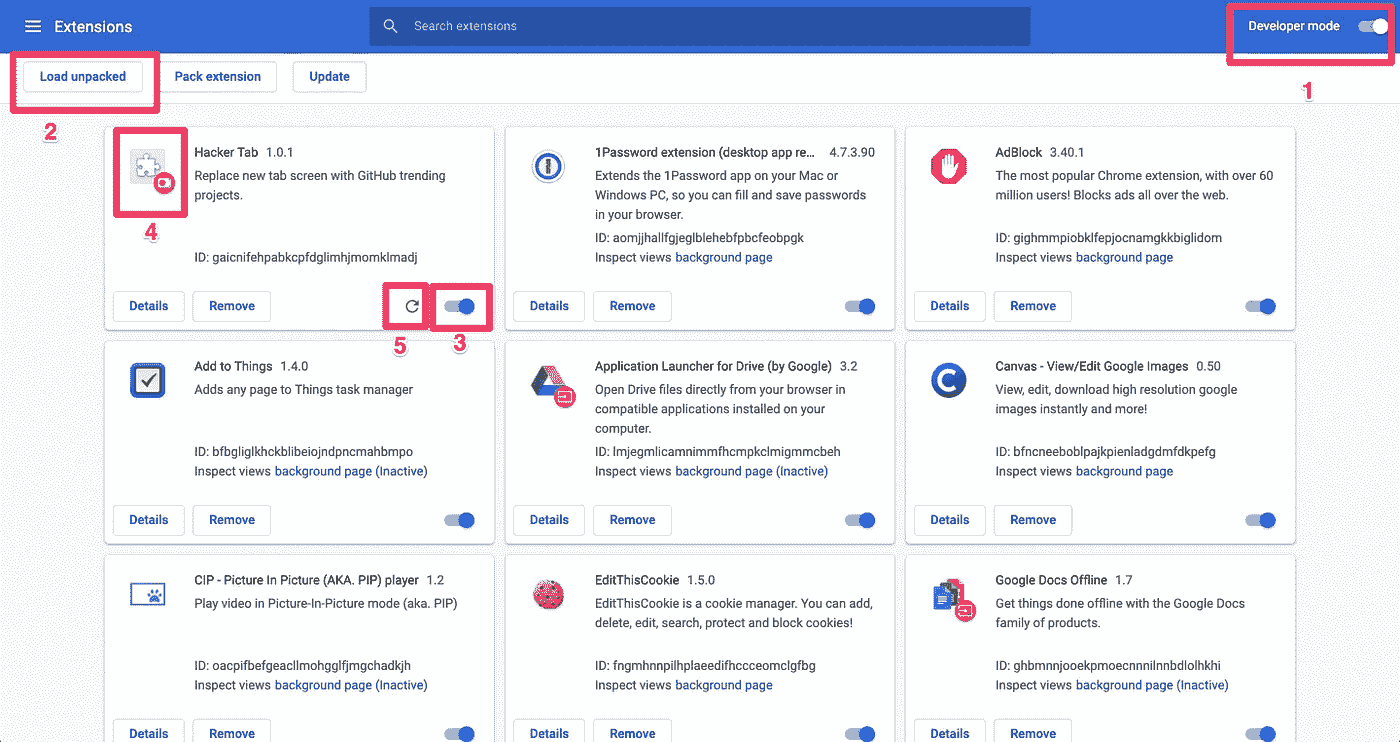 Extensions
Search extensions
Developer mode
Load unpacked
Pack extension
Update
1
2
Hacker Tab 1.0.1
Replace new tab screen with GitHub trending
projects.
4
ID: gaicnifehpabkcpfdglimhjmomklmadj
Details
Remove
5
3
1Password extension (desktop app re... 4.7.3.90
Extends the 1Password app on your Mac or
Windows PC, so you can fill and save passwords
in your browser.
ID: aomjjhallfgjeglblehebfpbcfeobpgk
Inspect views background page
Details
Remove
AdBlock 3.40.1
The most popular Chrome extension, with over 60
million users! Blocks ads all over the web.
ID: gighmmpiobklfepjocnamgkkbiglidom
Inspect views background page
Details
Remove
Add to Things 1.4.0
Adds any page to Things task manager
ID: bfbgliglkhckblibeiojndpncmahbmpo
Inspect views background page (Inactive)
Details
Remove
Application Launcher for Drive (by Google) 3.2
Open Drive files directly from your browser in
compatible applications installed on your
computer.
ID: lmjegmlicamnimmfhcmpkclmigmmcbeh
Inspect views background page (Inactive)
Details
Remove
C
Canvas - View/Edit Google Images 0.50
View, edit, download high resolution google
images instantly and more!
ID: bfncneeboblpajkpienladgdmfdkpefg
Inspect views background page
Details
Remove
CIP - Picture In Picture (AKA. PIP) player 1.2
Play video in Picture-In-Picture mode (aka. PIP)
ID: oacpifbefgeacllmohgglfjmgchadkjh
Inspect views background page (Inactive)
Details
Remove
EditThisCookie 1.5.0
EditThisCookie is a cookie manager. You can add,
delete, edit, search, protect and block cookies!
ID: fngmhnnpilhplaeedifhccceomclgfbg
Inspect views background page
Details
Remove
Google Docs Offline 1.7
Get things done offline with the Google Docs
family of products.
ID: ghbmnnjooekpmoecnnnilnnbdlolhkhi
Inspect views background page (Inactive)
Details
Remove